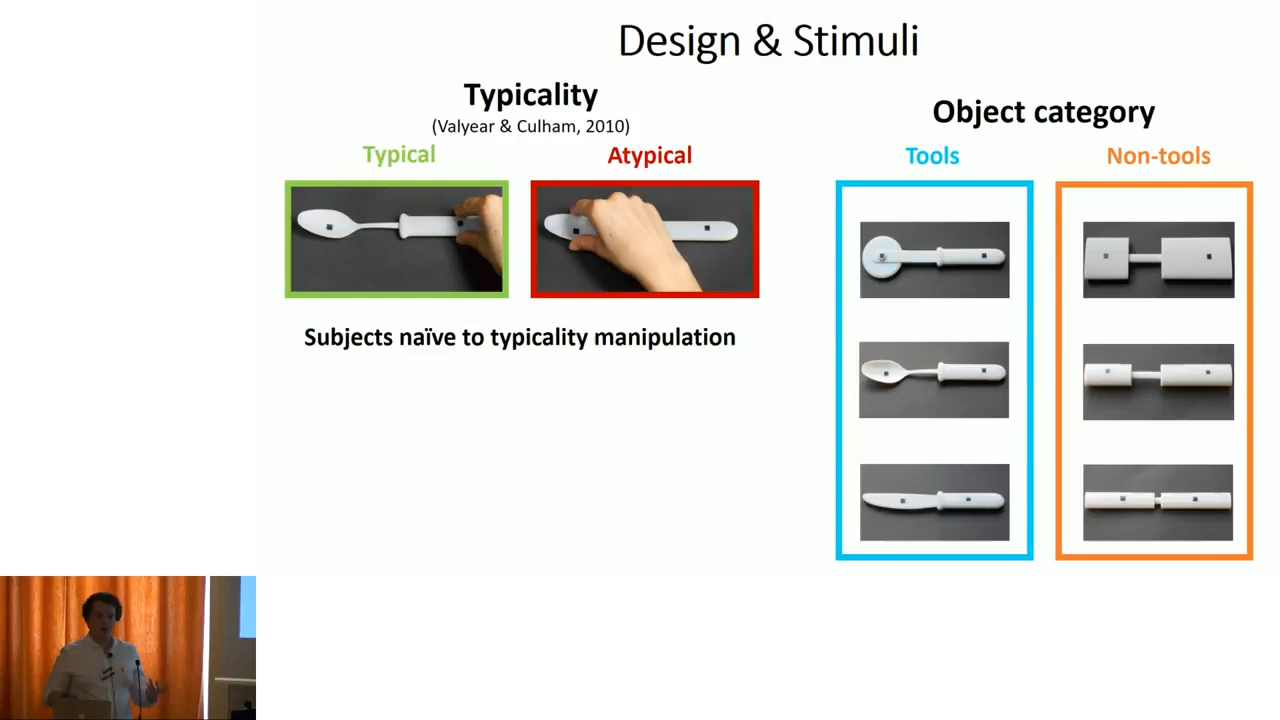 Design & Stimuli
Typicality
(Valyear & Culham, 2010)
Typical
Atypical
Subjects naïve to typicality manipulation
Object category
Tools
Non-tools